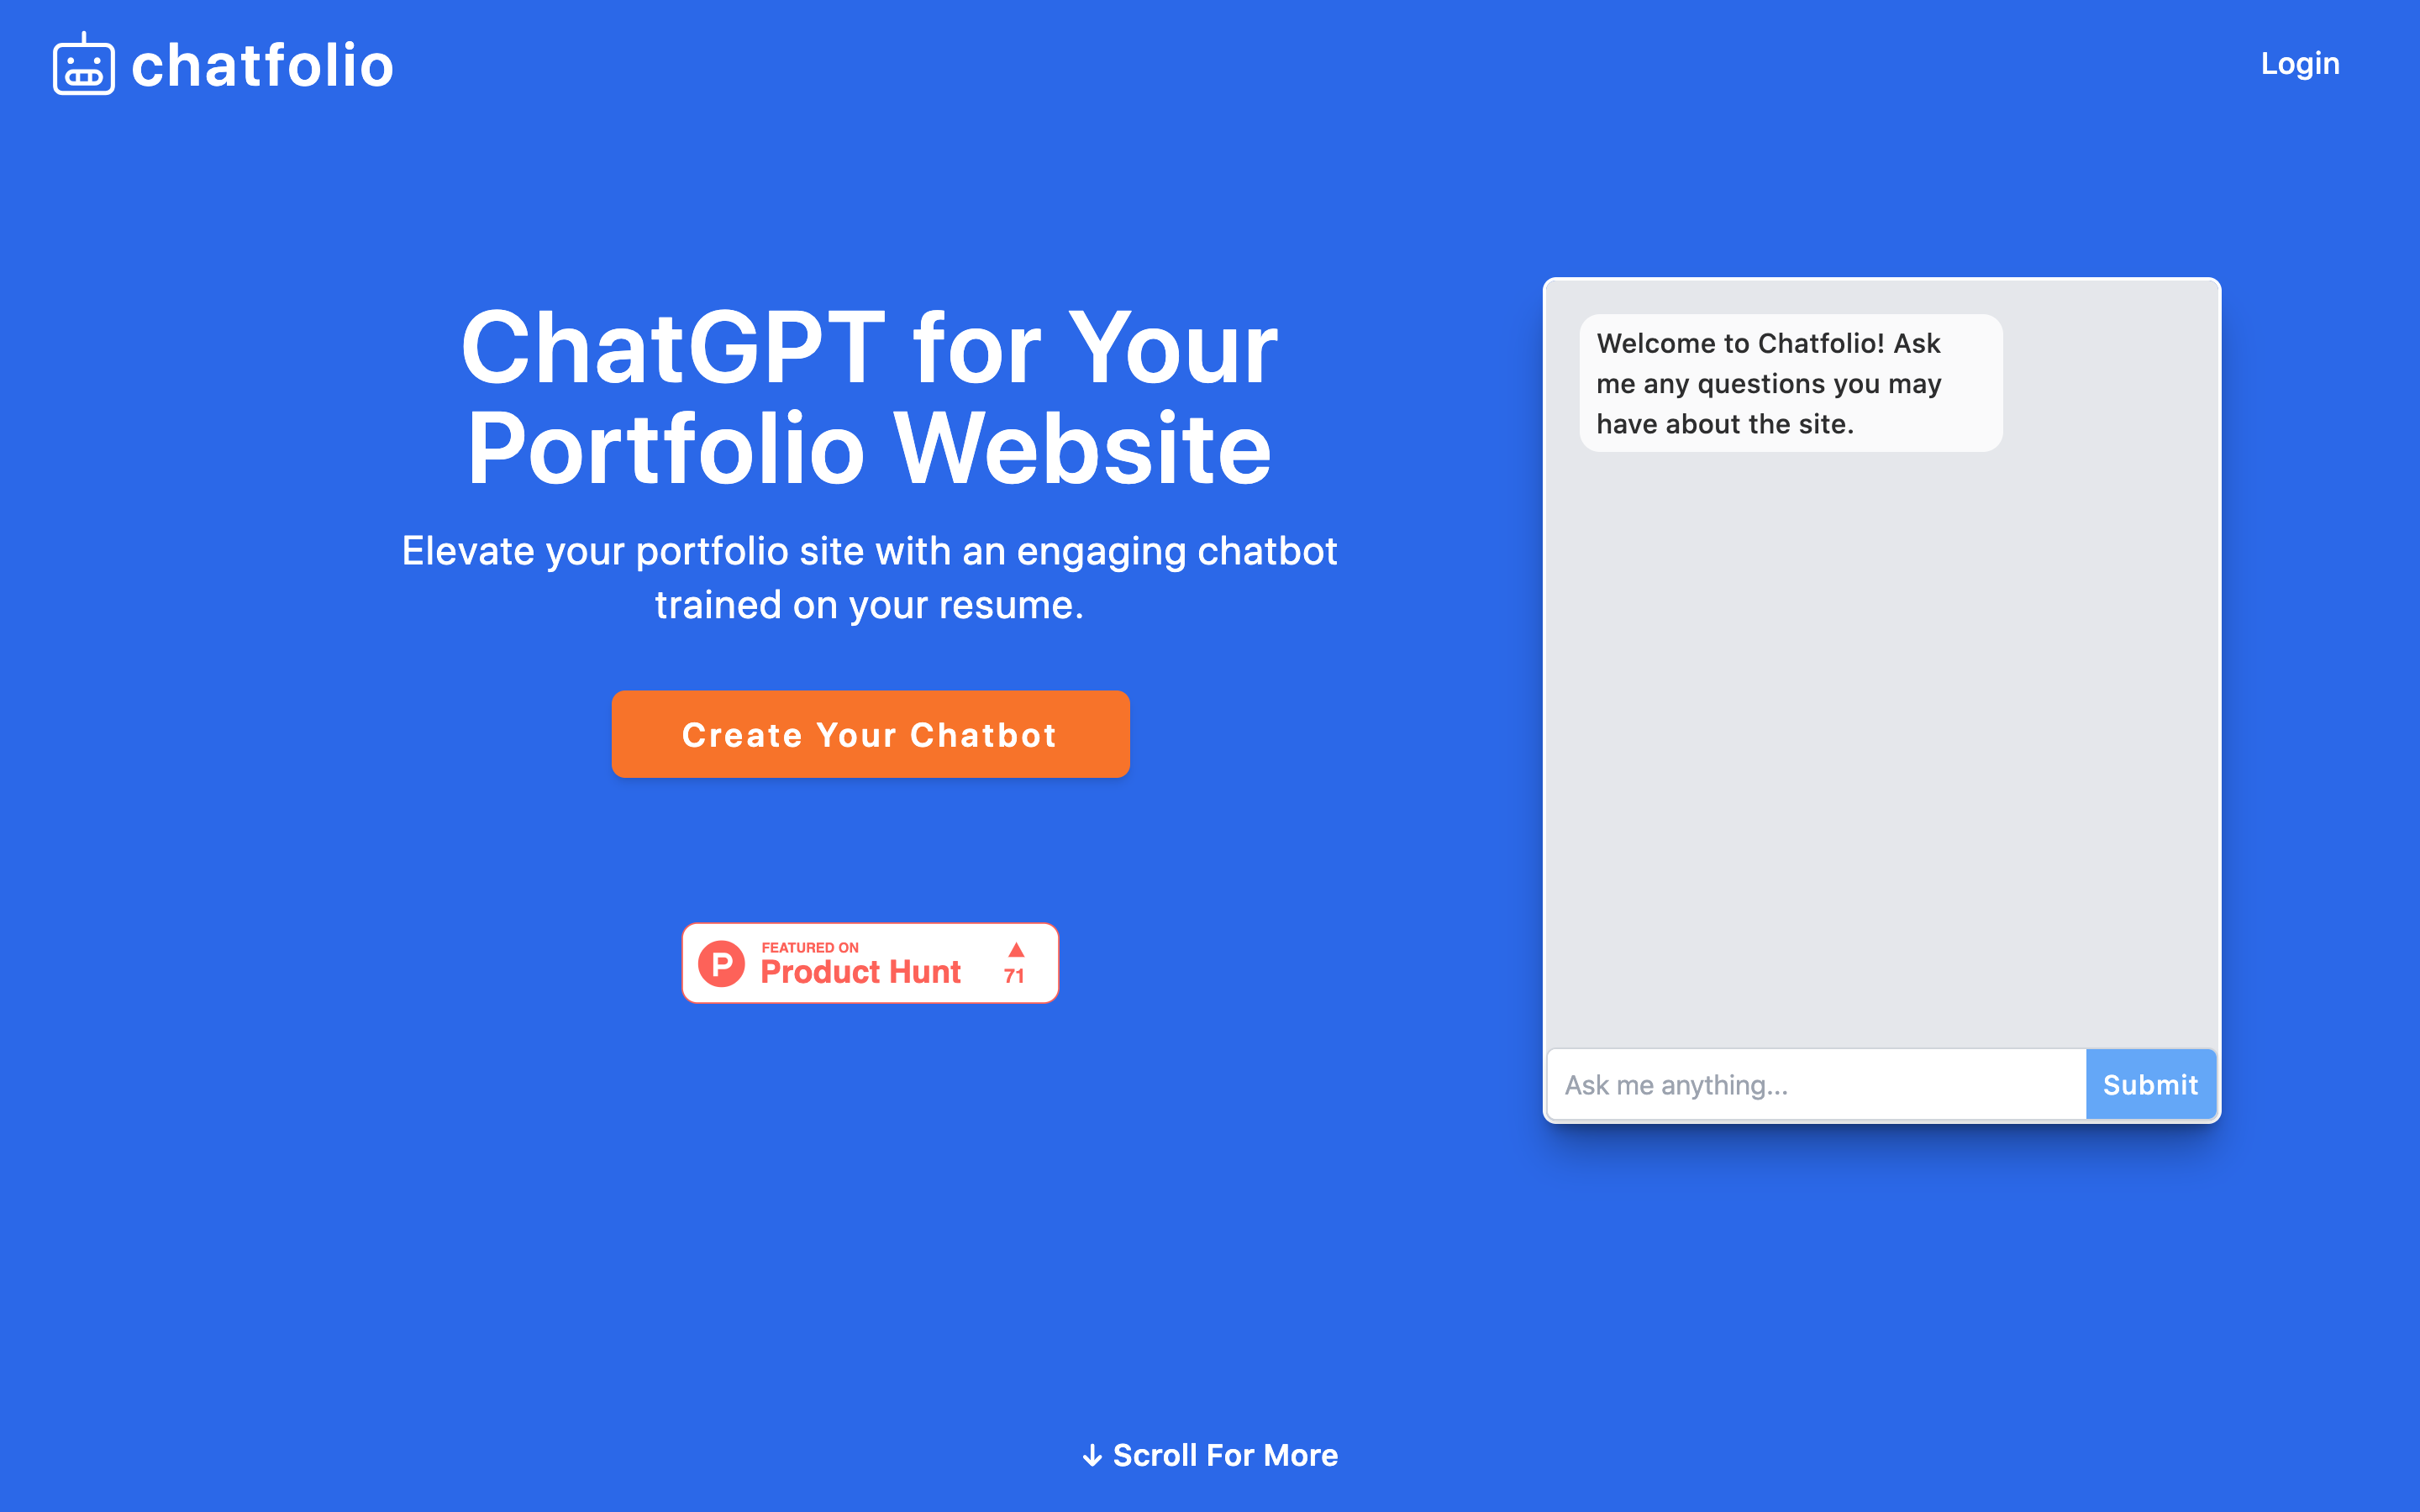 chatfolio
Login
ChatGPT for Your
Portfolio Website
Elevate your portfolio site with an engaging chatbot
trained on your resume.
Create Your Chatbot
FEATURED ON
Product Hunt
71
Welcome to Chatfolio! Ask
me any questions you may
have about the site.
Ask me anything...
Submit
↓ Scroll For More